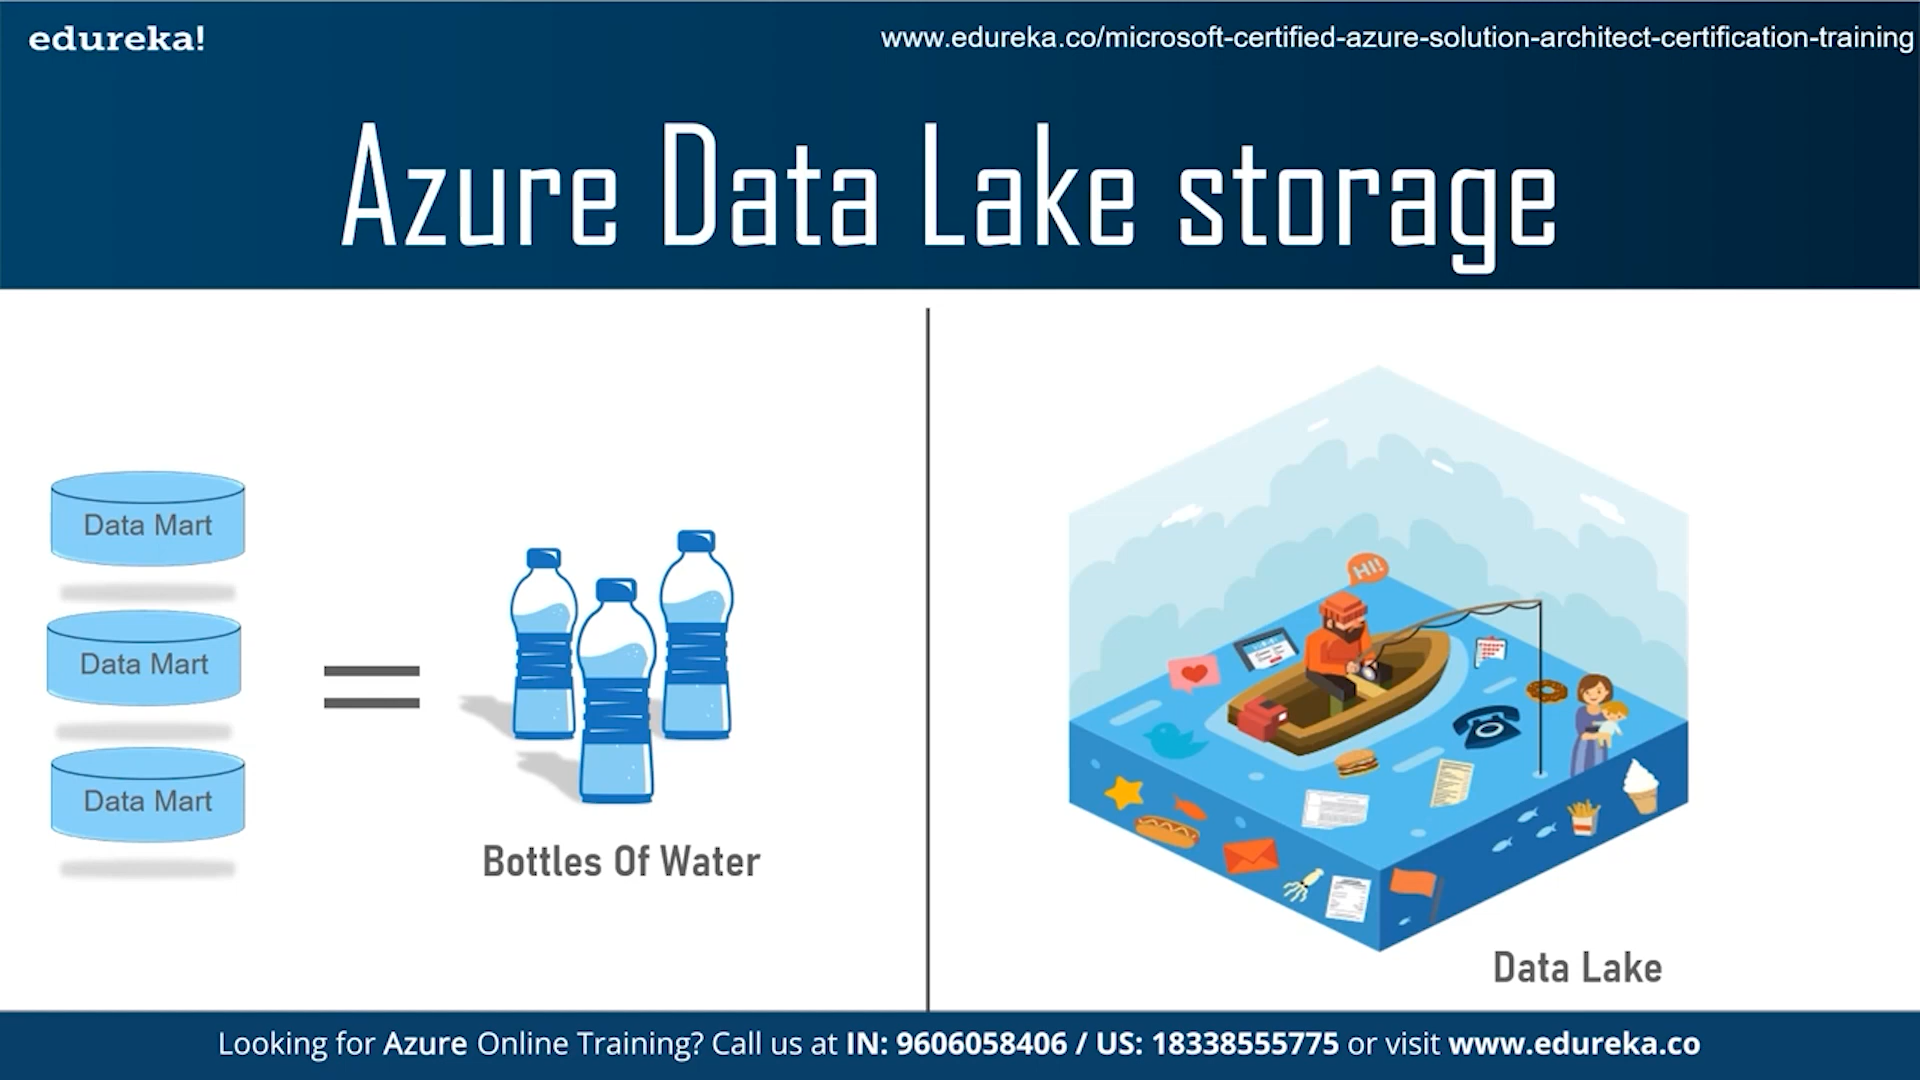 edureka!
www.edureka.co/microsoft-certified-azure-solution-architect-certification-training
Azure Data Lake storage
Data Mart
Data Mart
Data Mart
Bottles Of Water
HI!
Data Lake
Looking for Azure Online Training? Call us at IN: 9606058406 / US: 18338555775 or visit www.edureka.co